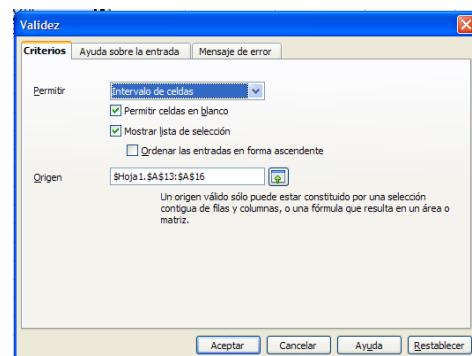 Validez
Criterios Ayuda sobre la entrada Mensaje de error
Permitir Intervalo de celdas
Permitir celdas en blanco
Mostrar lista de selección
Ordenar las entradas en forma ascendente
Origen $Hoja1.$A$13:$A$16
Un origen válido sólo puede estar constituido por una selección
contigua de filas y columnas, o una fórmula que resulta en un área o
matriz.
Aceptar Cancelar Ayuda Restablecer